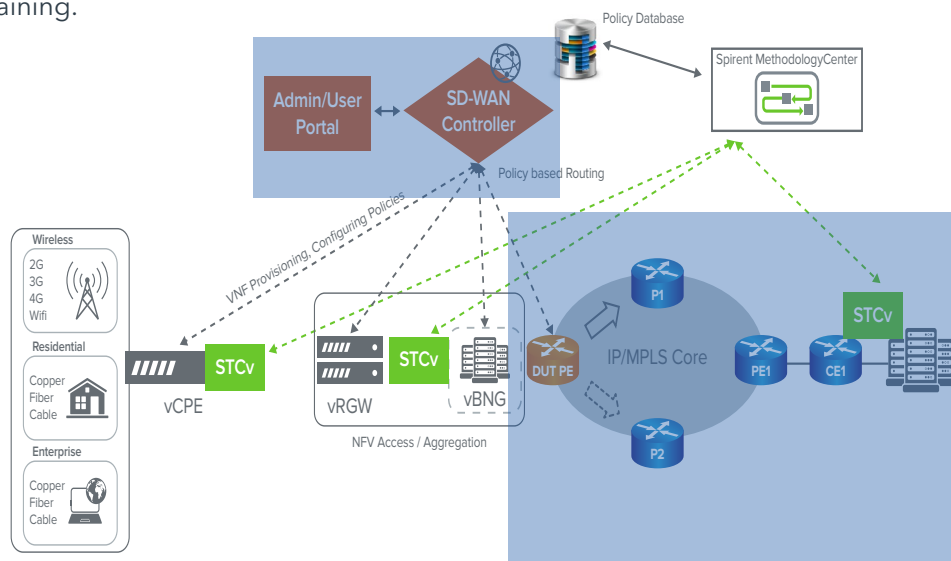 aining.
Policy Database
Spirent MethodologyCenter
Admin/User
Portal
SD-WAN
Controller
Policy based Routing
VNF Provisioning, Configuring Policies
Wireless
2G
3G
4G
Wifi
Residential
Copper
Fiber
Cable
Enterprise
Copper
Fiber
Cable
STCv
vCPE
STCv
vRGW
vBNG
NFV Access / Aggregation
DUT PE
P1
IP/MPLS Core
P2
PE1
CE1
STCv